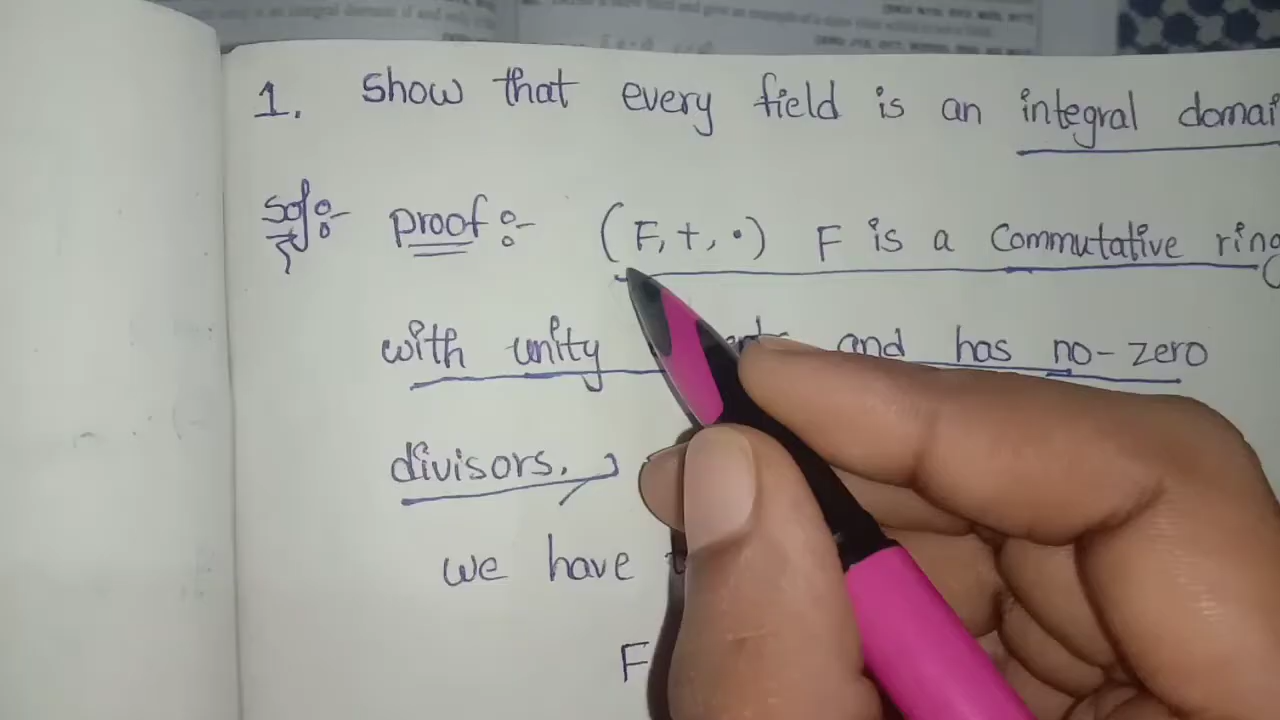 1. Show that every field is an integral
Sol:- Proof:- (F, +, •) F is a commutative ring
with unity and has no-zero
divisors.
we have
F